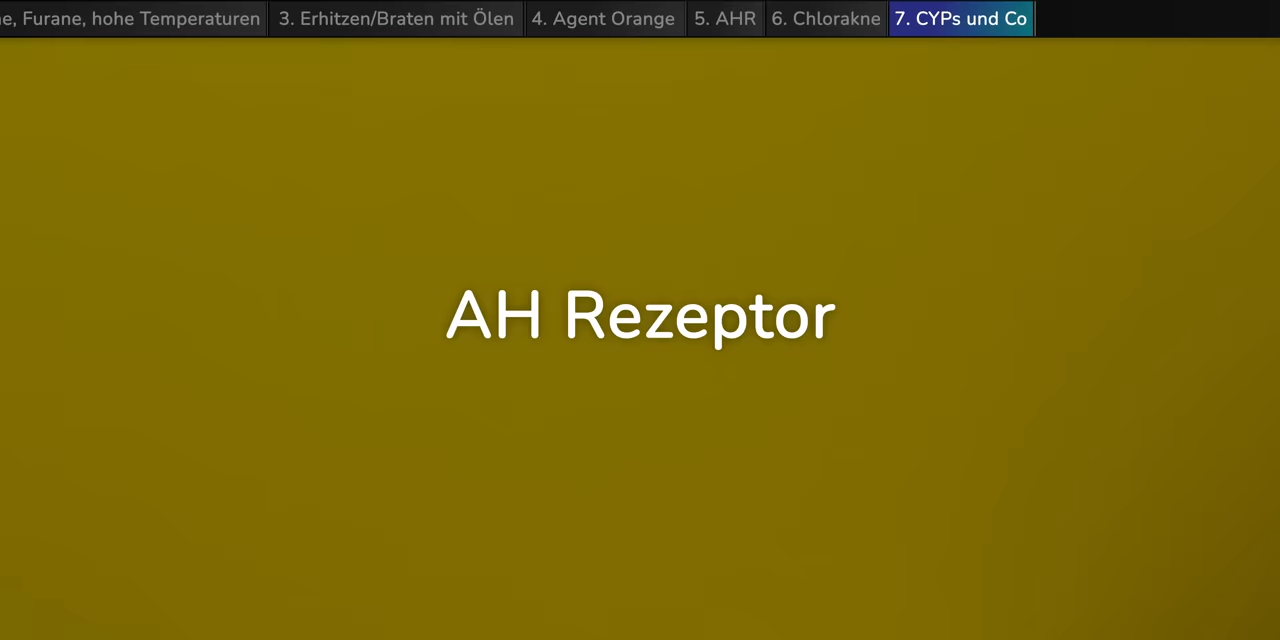 e, Furane, hohe Temperaturen
3. Erhitzen/Braten mit Ölen
4. Agent Orange
5. AHR
6. Chlorakne
7. CYPs und Co
AH Rezeptor